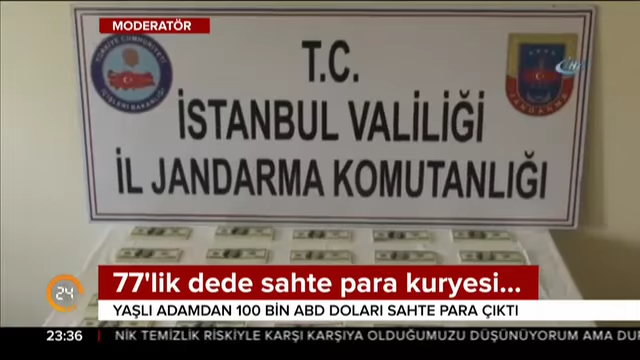 MODERATÖR
T.C.
İSTANBUL VALİLİĞİ
İL JANDARMA KOMUTANLIĞI
JANDARMA
77'lik dede sahte para kuryesi...
24
YAŞLI ADAMDAN 100 BİN ABD DOLARI SAHTE PARA ÇIKTI
23:36
NİK TEMİZLİK RİSKİYLE KARŞI KARŞIYA OLDUĞUMUZU DÜŞÜNÜYORUM AMA D